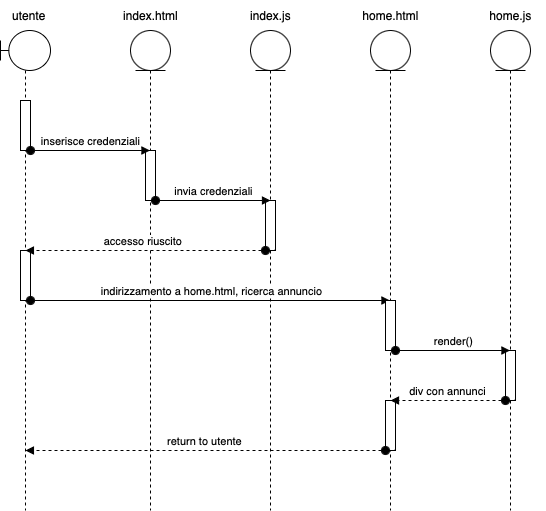 utente
index.html
index.js
home.html
home.js
inserisce credenziali
invia credenziali
accesso riuscito
indirizzamento a home.html, ricerca annuncio
render()
div con annunci
return to utente